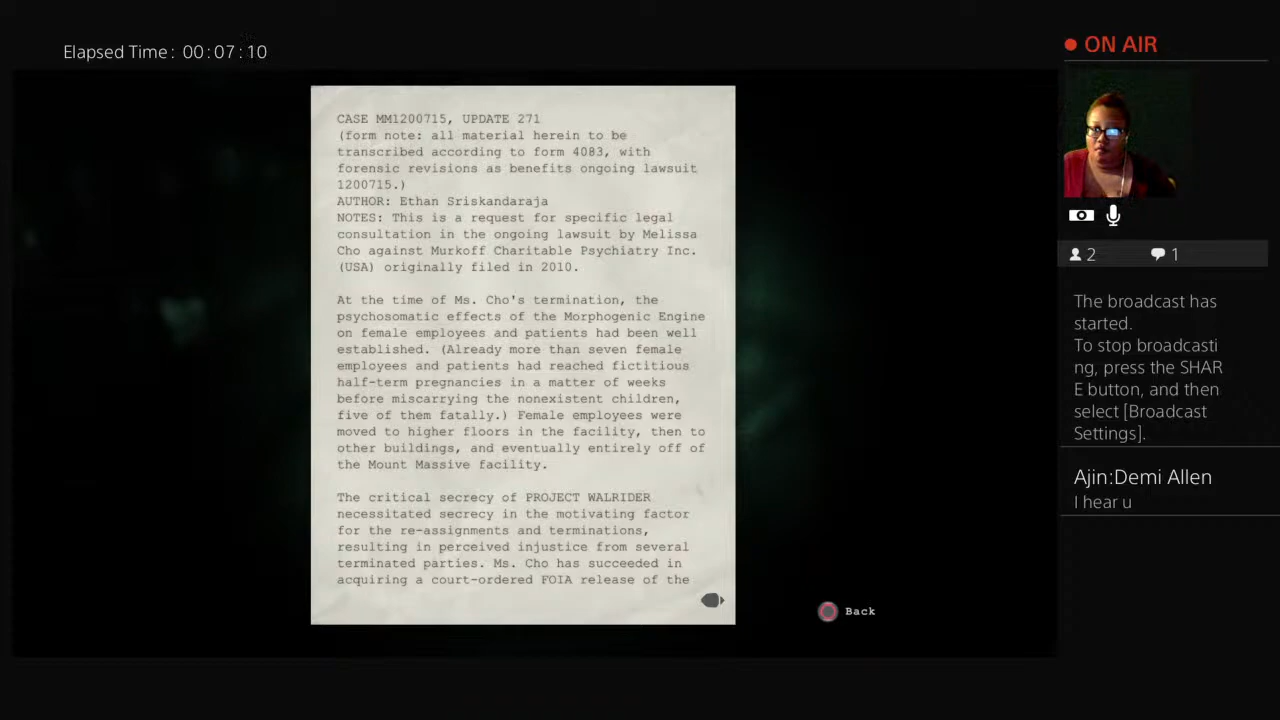 Elapsed Time: 00:07:10
CASE MM1200715, UPDATE 271
(form note: all material herein to be
transcribed according to form 4083, with
forensic revisions as benefits ongoing lawsuit
1200715.)
AUTHOR: Ethan Sriskandaraja
NOTES: This is a request for specific legal
consultation in the ongoing lawsuit by Melissa
Cho against Murkoff Charitable Psychiatry Inc.
(USA) originally filed in 2010.
At the time of Ms. Cho's termination, the
psychosomatic effects of the Morphogenic Engine
on female employees and patients had been well
established. (Already more than seven female
employees and patients had reached fictitious
half-term pregnancies in a matter of weeks
before miscarrying the nonexistent children,
five of them fatally.) Female employees were
moved to higher floors in the facility, then to
other buildings, and eventually entirely off of
the Mount Massive facility.
The critical secrecy of PROJECT WALRIDER
necessitated secrecy in the motivating factor
for the re-assignments and terminations,
resulting in perceived injustice from several
terminated parties. Ms. Cho has succeeded in
acquiring a court-ordered FOIA release of the
Back
ON AIR
2
1
The broadcast has
started.
To stop broadcasti
ng, press the SHAR
E button, and then
select [Broadcast
Settings].
Ajin:Demi Allen
I hear u